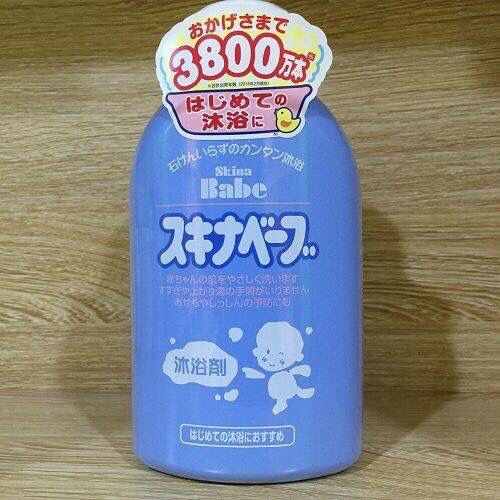 おかげさまで
3800万本
はじめての
沐浴に
石けんいらずのカンタン沐浴
Skina
Babe
スキナベーブ
赤ちゃんの肌をやさしく洗います
すすぎや上がり湯の手間がいりません
あせもやしっしんの予防にも
沐浴剤
はじめての沐浴におすすめ